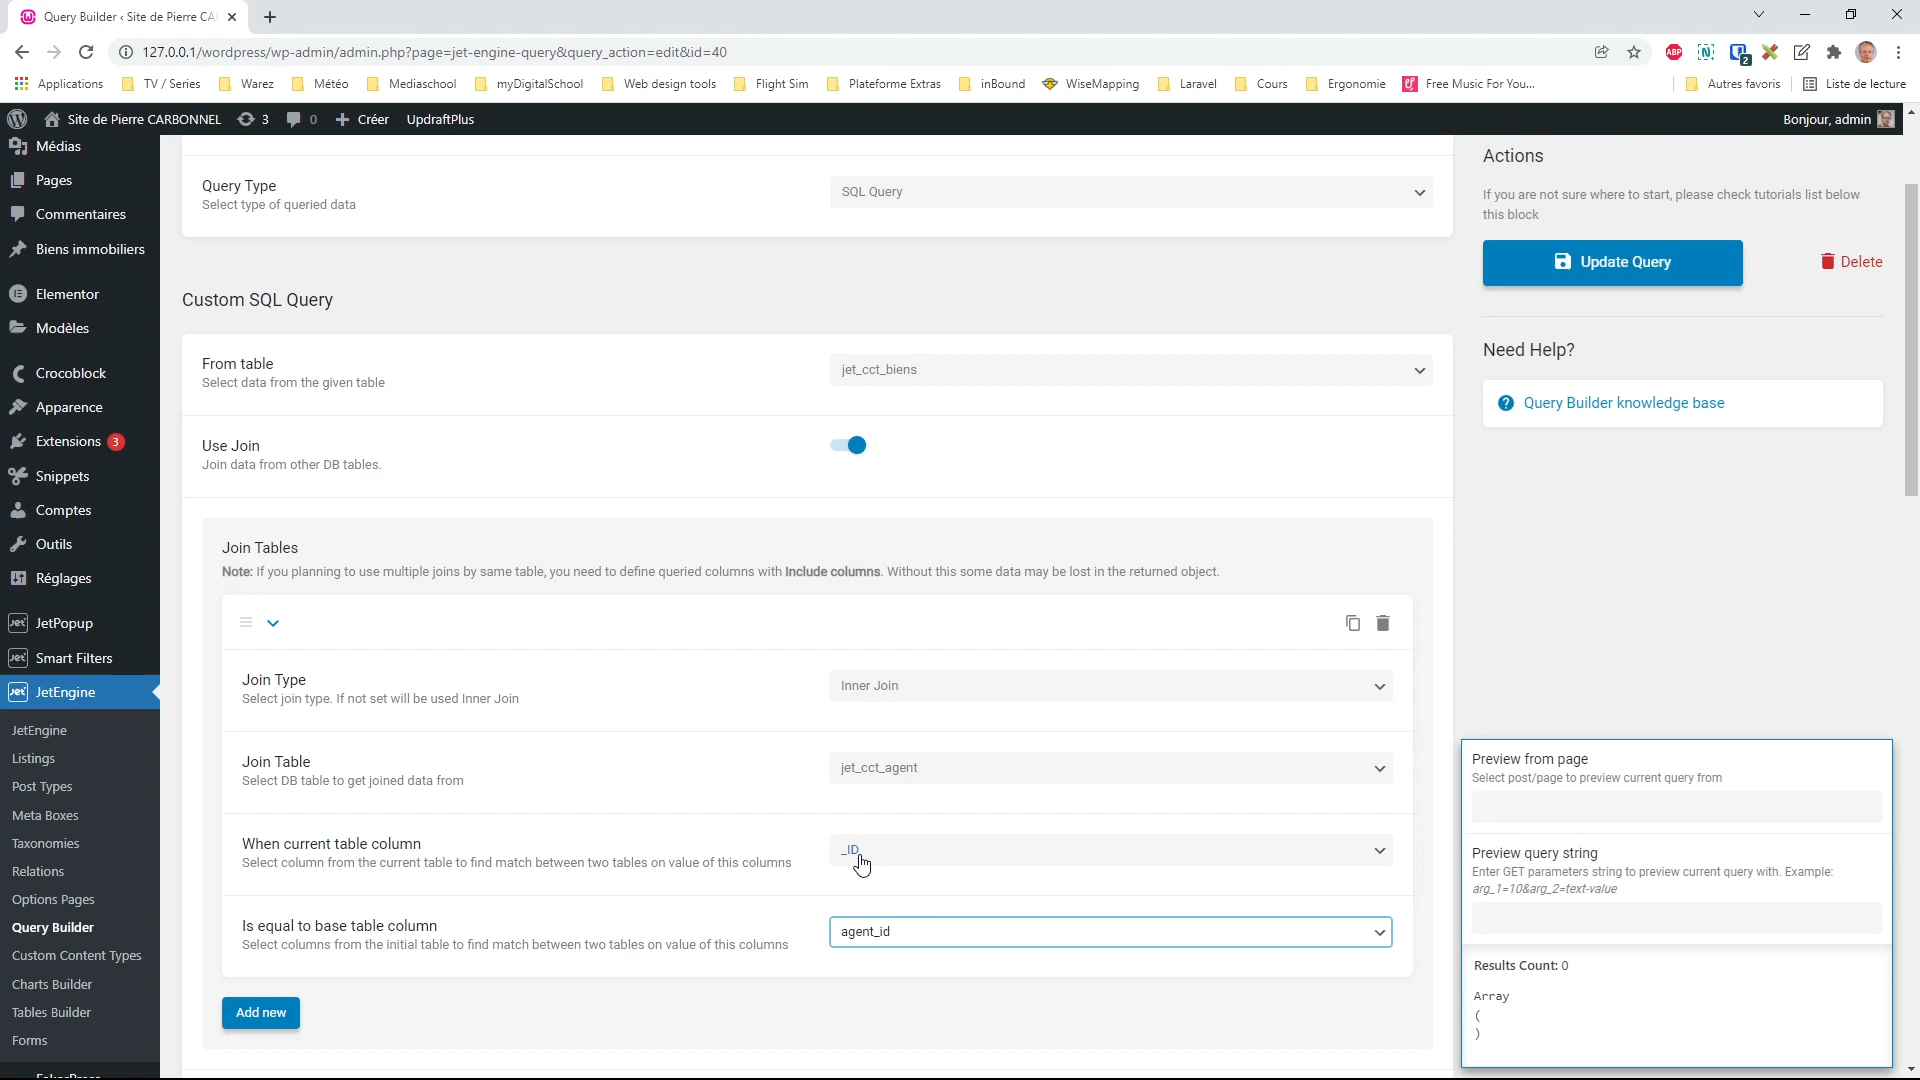 Query Builder ‹ Site de Pierre CA
127.0.0.1/wordpress/wp-admin/admin.php?page=jet-engine-query&query_action=edit&id=40
ABP
N
2
Applications
TV / Series
Warez
Météo
Mediaschool
myDigitalSchool
Web design tools
Flight Sim
Plateforme Extras
inBound
WiseMapping
Laravel
Cours
Ergonomie
Free Music For You...
Autres favoris
Liste de lecture
Site de Pierre CARBONNEL
3
0
Créer
UpdraftPlus
Bonjour, admin
Médias
Pages
Commentaires
Biens immobiliers
Elementor
Modèles
Crocoblock
Apparence
Extensions 3
Snippets
Comptes
Outils
Réglages
Jet JetPopup
Jet Smart Filters
Jet JetEngine
JetEngine
Listings
Post Types
Meta Boxes
Taxonomies
Relations
Options Pages
Query Builder
Custom Content Types
Charts Builder
Tables Builder
Forms
Query Type
Select type of queried data
SQL Query
Custom SQL Query
From table
Select data from the given table
jet_cct_biens
Use Join
Join data from other DB tables.
Join Tables
Note: If you planning to use multiple joins by same table, you need to define queried columns with Include columns. Without this some data may be lost in the returned object.
Join Type
Select join type. If not set will be used Inner Join
Inner Join
Join Table
Select DB table to get joined data from
jet_cct_agent
When current table column
Select column from the current table to find match between two tables on value of this columns
_ID
Is equal to base table column
Select columns from the initial table to find match between two tables on value of this columns
agent_id
Add new
Actions
If you are not sure where to start, please check tutorials list below
this block
Update Query
Delete
Need Help?
Query Builder knowledge base
Preview from page
Select post/page to preview current query from
Preview query string
Enter GET parameters string to preview current query with. Example:
arg_1=10&arg_2=text-value
Results Count: 0
Array
(
)